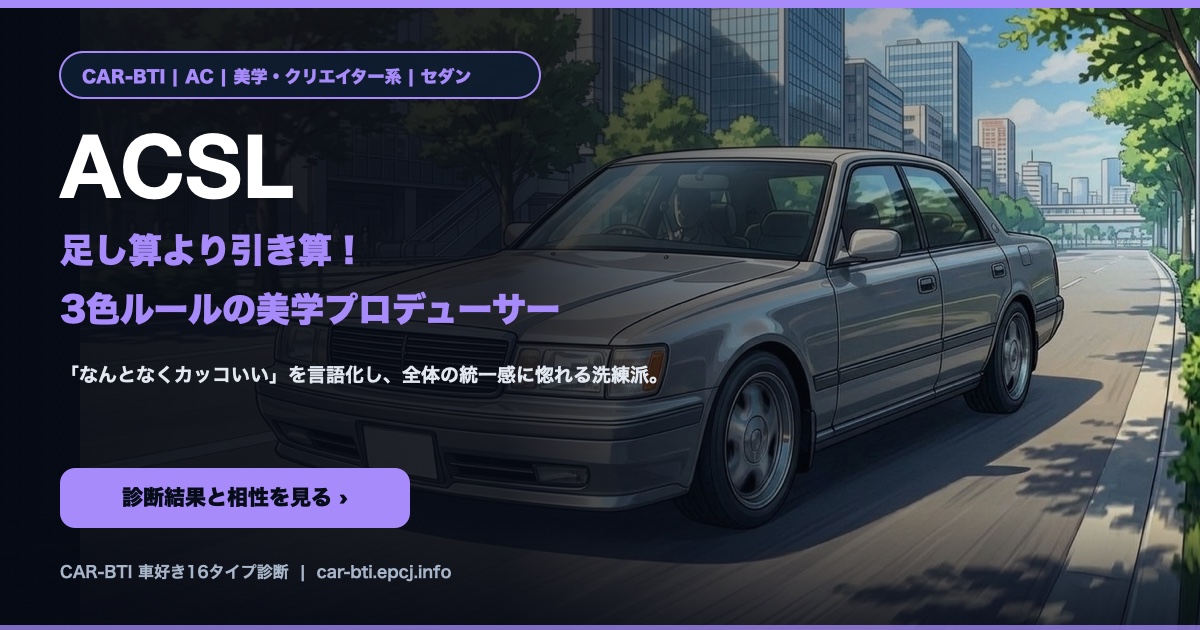 CAR-BTI | AC | 美学・クリエイター系 | セダン
ACSL
足し算より引き算！
3色ルールの美学プロデューサー
「なんとなくカッコいい」を言語化し、全体の統一感に惚れる洗練派。
診断結果と相性を見る ›
CAR-BTI 車好き16タイプ診断 | car-bti.epcj.info